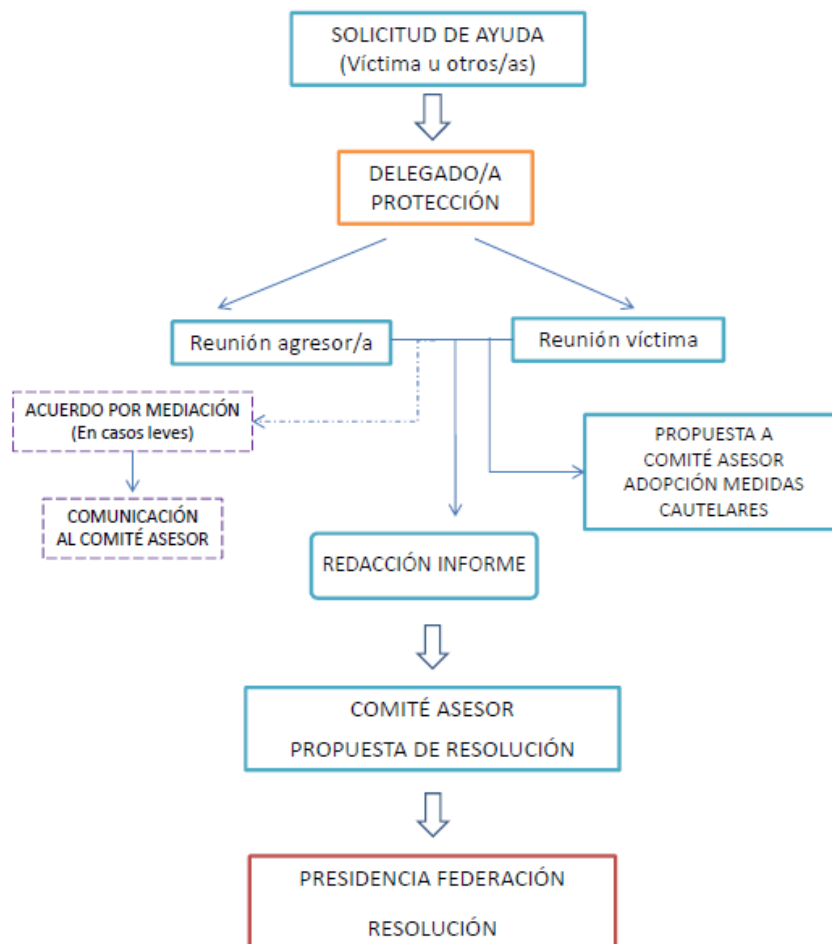 SOLICITUD DE AYUDA
(Víctima u otros/as)
DELEGADO/A
PROTECCIÓN
Reunión agresor/a
Reunión víctima
ACUERDO POR MEDIACIÓN
(En casos leves)
COMUNICACIÓN
AL COMITÉ ASESOR
PROPUESTA A
COMITÉ ASESOR
ADOPCIÓN MEDIDAS
CAUTELARES
REDACCIÓN INFORME
COMITÉ ASESOR
PROPUESTA DE RESOLUCIÓN
PRESIDENCIA FEDERACIÓN
RESOLUCIÓN